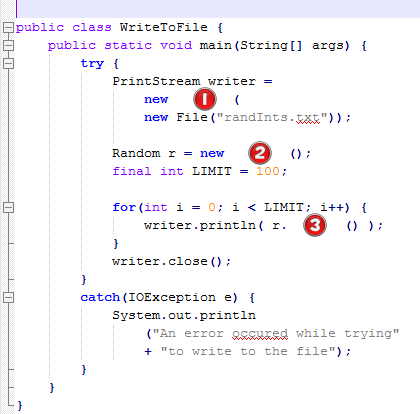 public class WriteToFile {
public static void main(String[] args) {
try {
PrintStream writer =
new 1 (
new File("randInts.txt"));
Random r = new 2 ();
final int LIMIT = 100;
for(int i = 0; i < LIMIT; i++) {
writer.println( r. 3 () );
}
writer.close();
}
catch(IOException e) {
System.out.println
("An error occured while trying"
+ "to write to the file");
}
}
}